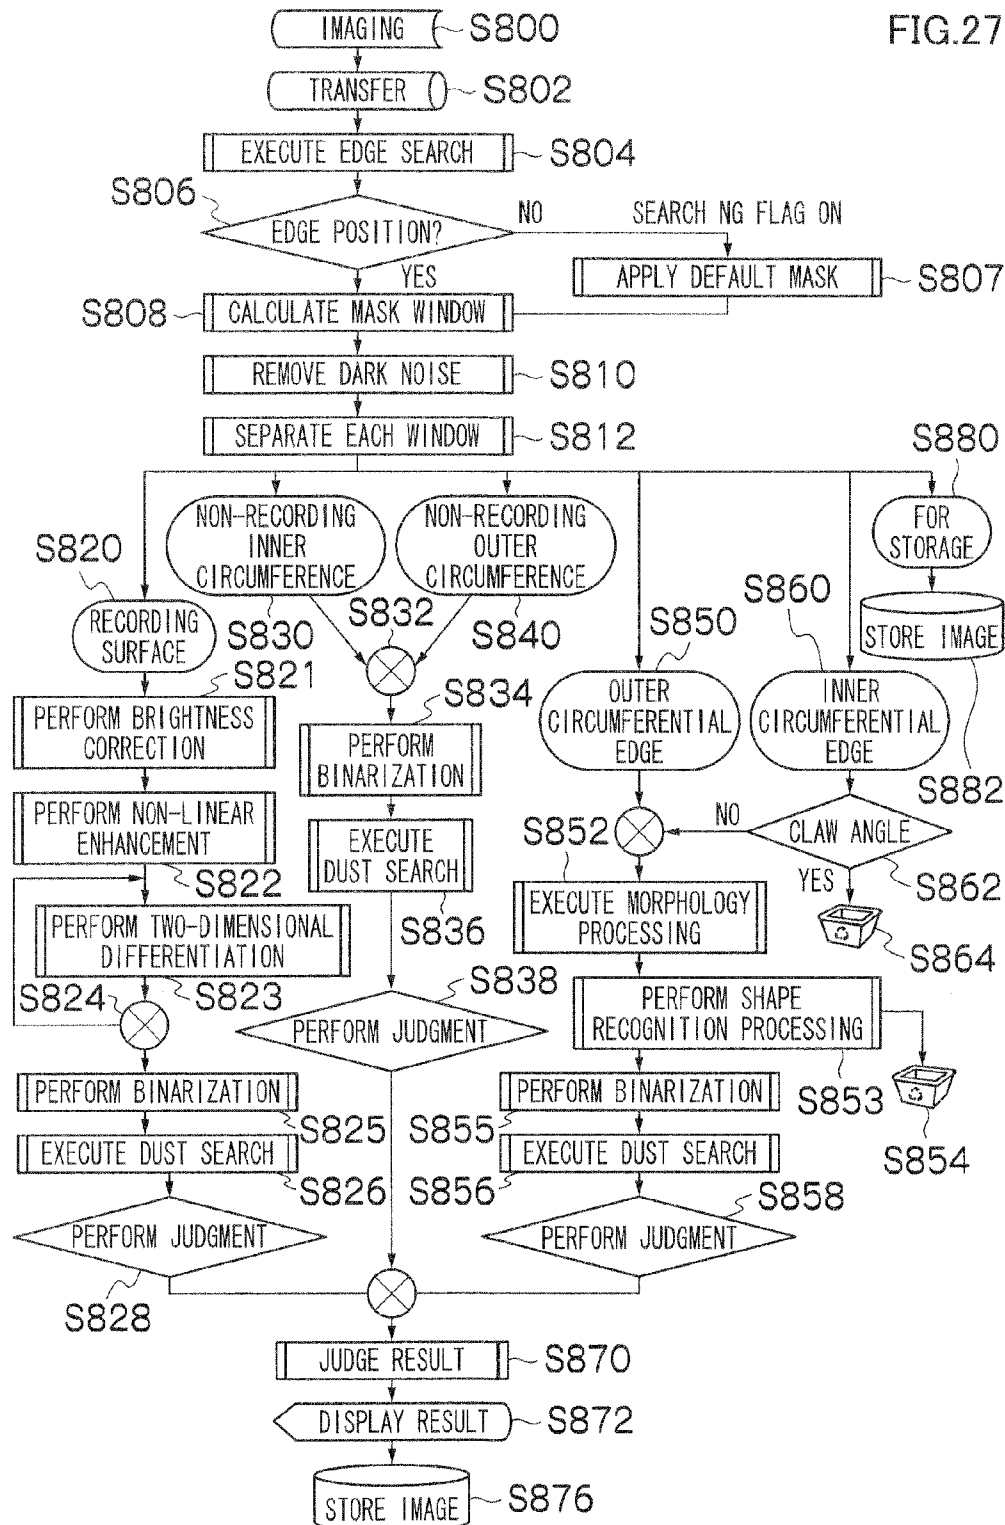 FIG.27
IMAGING
S800
TRANSFER
S802
EXECUTE EDGE SEARCH
S804
S806
EDGE POSITION?
NO
SEARCH NG FLAG ON
YES
APPLY DEFAULT MASK
S807
S808
CALCULATE MASK WINDOW
REMOVE DARK NOISE
S810
SEPARATE EACH WINDOW
S812
S880
NON-RECORDING
INNER
CIRCUMFERENCE
NON-RECORDING
OUTER
CIRCUMFERENCE
FOR
STORAGE
S820
S830
S832
S840
S850
S860
STORE IMAGE
S882
RECORDING
SURFACE
S821
PERFORM BRIGHTNESS
CORRECTION
S834
PERFORM
BINARIZATION
OUTER
CIRCUMFERENTIAL
EDGE
INNER
CIRCUMFERENTIAL
EDGE
PERFORM NON-LINEAR
ENHANCEMENT
S822
EXECUTE
DUST SEARCH
S836
S852
NO
CLAW ANGLE
S862
YES
S864
EXECUTE MORPHOLOGY
PROCESSING
PERFORM TWO-DIMENSIONAL
DIFFERENTIATION
S823
S824
S838
PERFORM JUDGMENT
PERFORM SHAPE
RECOGNITION PROCESSING
S853
S854
PERFORM BINARIZATION
S825
PERFORM BINARIZATION
S855
EXECUTE DUST SEARCH
S826
EXECUTE DUST SEARCH
S856
PERFORM JUDGMENT
S828
PERFORM JUDGMENT
S858
JUDGE RESULT
S870
DISPLAY RESULT
S872
STORE IMAGE
S876